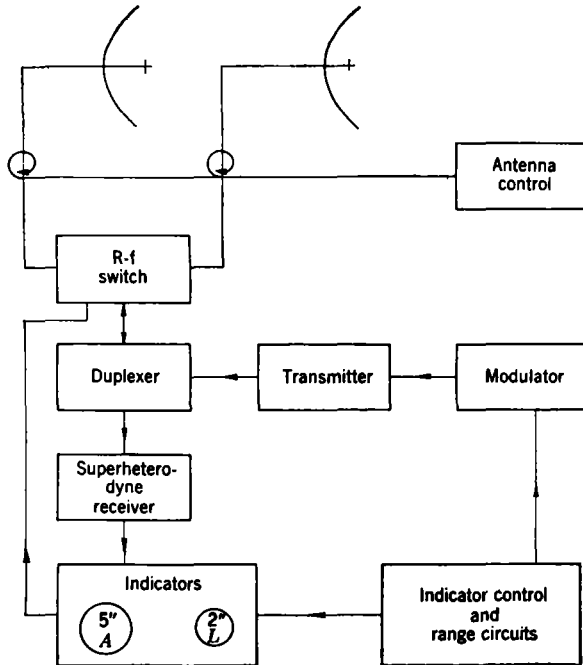 Antenna
control
R-f
switch
Duplexer
Transmitter
Modulator
Superhetero-
dyne
receiver
Indicators
5"
A
2"
L
Indicator control
and
range circuits